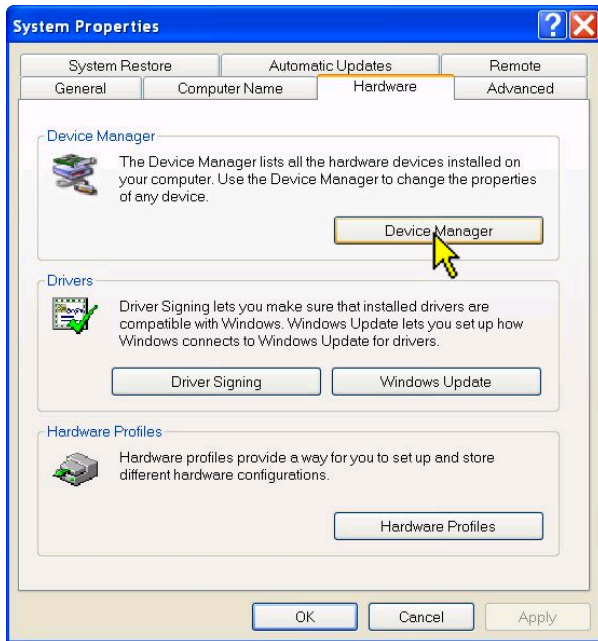 System Properties
System Restore Automatic Updates Remote
General Computer Name Hardware Advanced
Device Manager
The Device Manager lists all the hardware devices installed on
your computer. Use the Device Manager to change the properties
of any device.
Device Manager
Drivers
Driver Signing lets you make sure that installed drivers are
compatible with Windows. Windows Update lets you set up how
Windows connects to Windows Update for drivers.
Driver Signing Windows Update
Hardware Profiles
Hardware profiles provide a way for you to set up and store
different hardware configurations.
Hardware Profiles
OK Cancel Apply